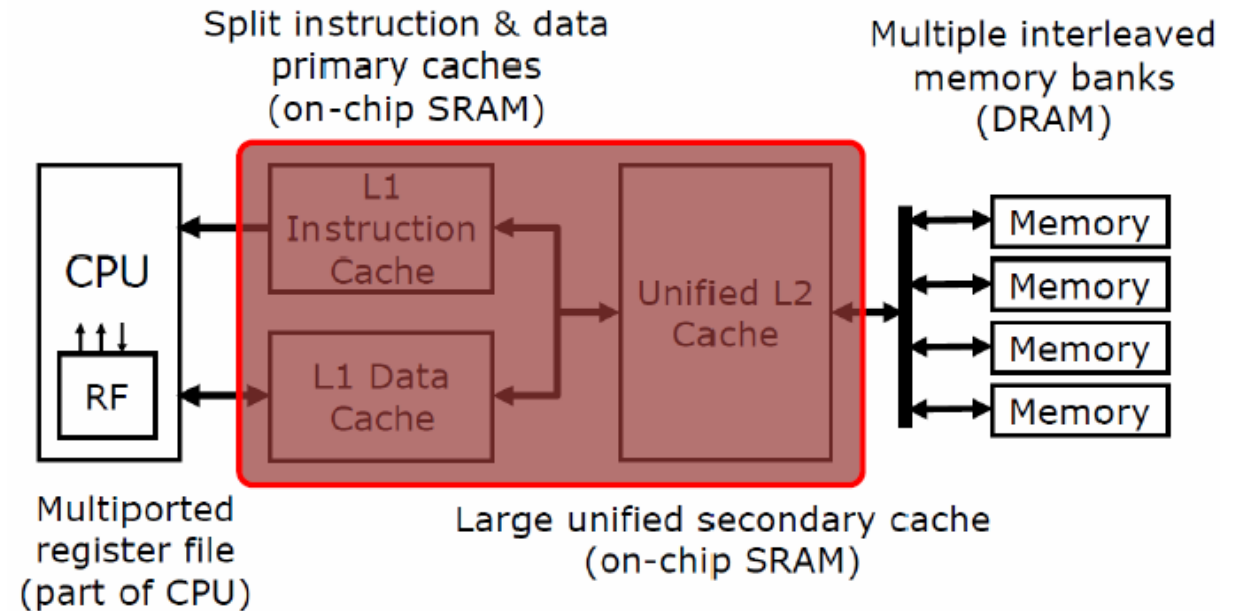 Split instruction & data
primary caches
(on-chip SRAM)
Multiple interleaved
memory banks
(DRAM)
CPU
RF
L1
Instruction
Cache
L1 Data
Cache
Unified L2
Cache
Memory
Memory
Memory
Memory
Multiported
register file
(part of CPU)
Large unified secondary cache
(on-chip SRAM)